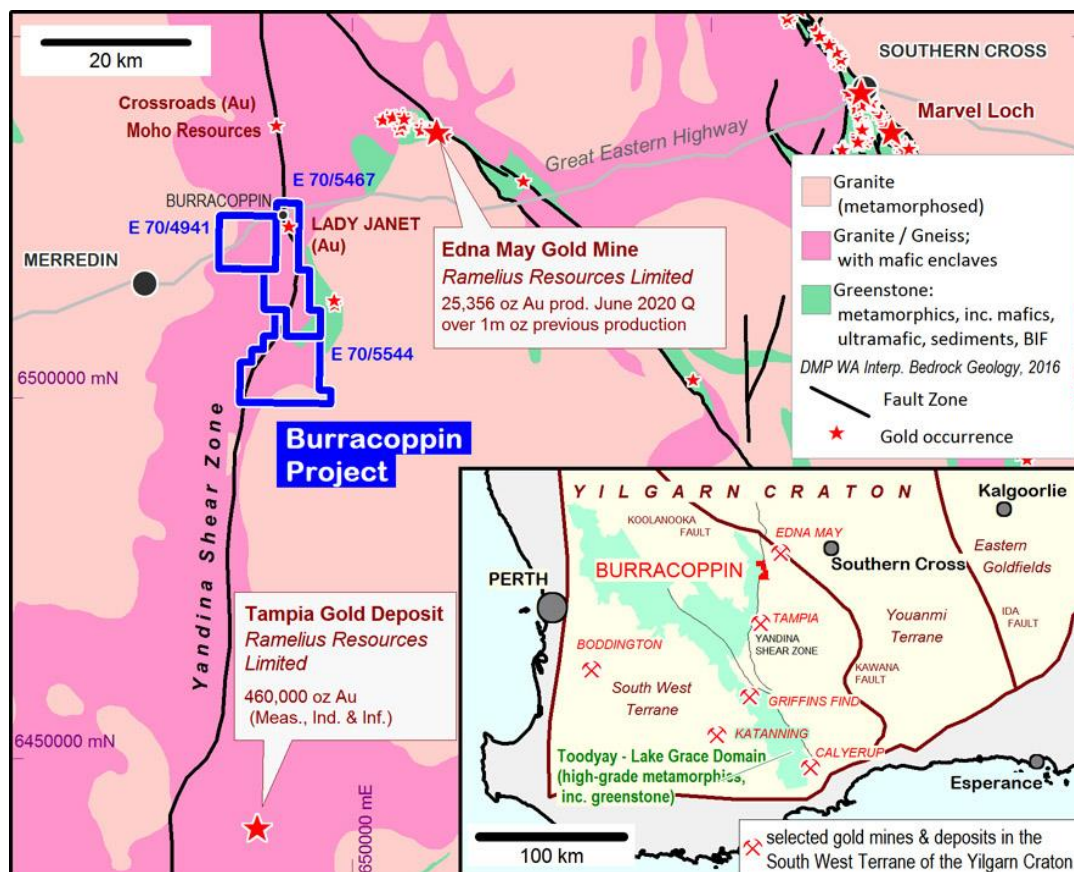 20 km
SOUTHERN CROSS
Crossroads (Au)
Moho Resources
Marvel Loch
Great Eastern Highway
E 70/5467
BURRACOPPIN
E 70/4941
LADY JANET
(Au)
MERREDIN
Edna May Gold Mine
Ramelius Resources Limited
25,356 oz Au prod. June 2020 Q
over 1m oz previous production
E 70/5544
6500000 mN
Granite
(metamorphosed)
Granite / Gneiss;
with mafic enclaves
Greenstone:
metamorphics, inc. mafics,
ultramafic, sediments, BIF
DMP WA Interp. Bedrock Geology, 2016
Fault Zone
Gold occurrence
Burracoppin
Project
Yandina Shear Zone
Tampia Gold Deposit
Ramelius Resources
Limited
460,000 oz Au
(Meas., Ind. & Inf.)
6450000 mN
650000 mE
YILGARN CRATON
KOOLANOOKA
FAULT
EDNA MAY
Kalgoorlie
Southern Cross
Eastern
Goldfields
BURRACOPPIN
PERTH
TAMPIA
YANDINA
SHEAR ZONE
Youanmi
Terrane
IDA
FAULT
BODDINGTON
KAWANA
FAULT
South West
Terrane
GRIFFINS FIND
KATANNING
CALYERUP
Toodyay - Lake Grace Domain
(high-grade metamorphics,
inc. greenstone)
Esperance
100 km
selected gold mines & deposits in the
South West Terrane of the Yilgarn Craton